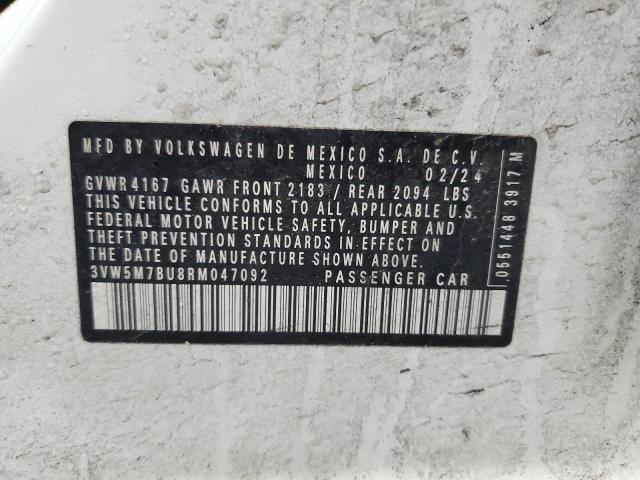 MFD BY VOLKSWAGEN DE MEXICO S.A. DE C.V.
MEXICO 02/24
GVWR 4167 GAWR FRONT 2183 / REAR 2094 LBS
THIS VEHICLE CONFORMS TO ALL APPLICABLE U.S.
FEDERAL MOTOR VEHICLE SAFETY, BUMPER AND
THEFT PREVENTION STANDARDS IN EFFECT ON
THE DATE OF MANUFACTURE SHOWN ABOVE.
3VW5M7BU8RM047092 PASSENGER CAR
.0551448 3917 M